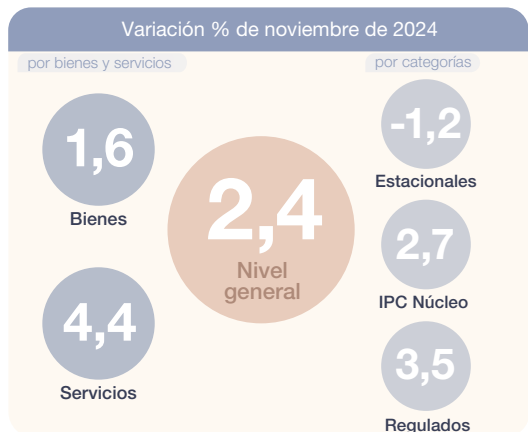 Variación % de noviembre de 2024
por bienes y servicios
por categorías
1,6
Bienes
4,4
Servicios
2,4
Nivel
general
-1,2
Estacionales
2,7
IPC Núcleo
3,5
Regulados